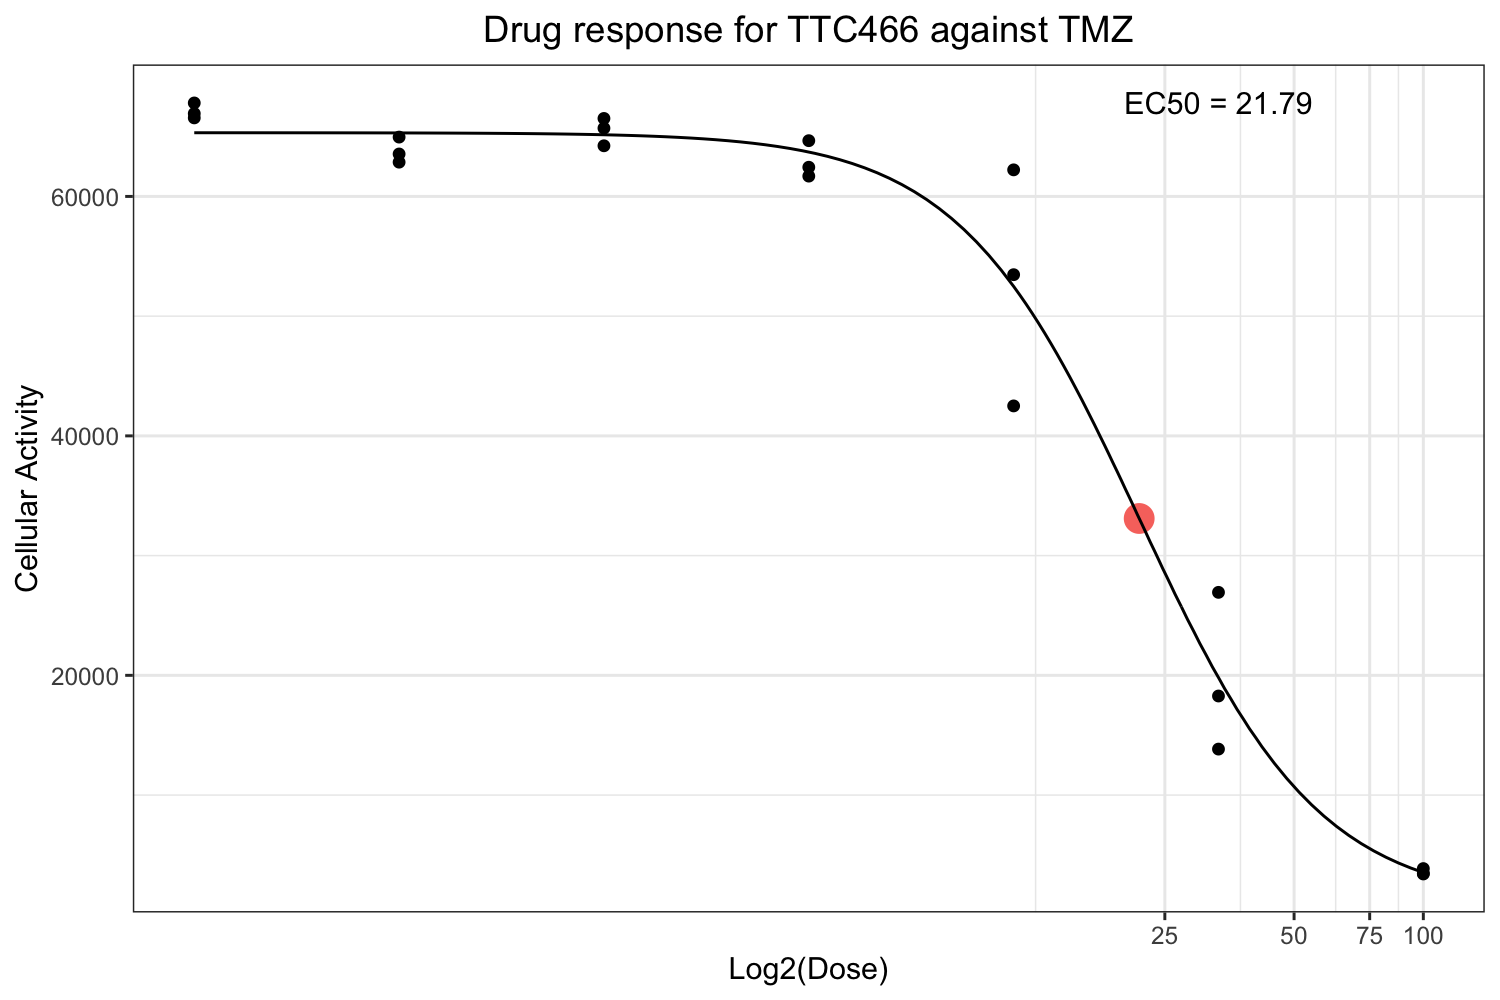 Drug response for TTC466 against TMZ
EC50 = 21.79
60000
40000
20000
Cellular Activity
25 50 75 100
Log2(Dose)